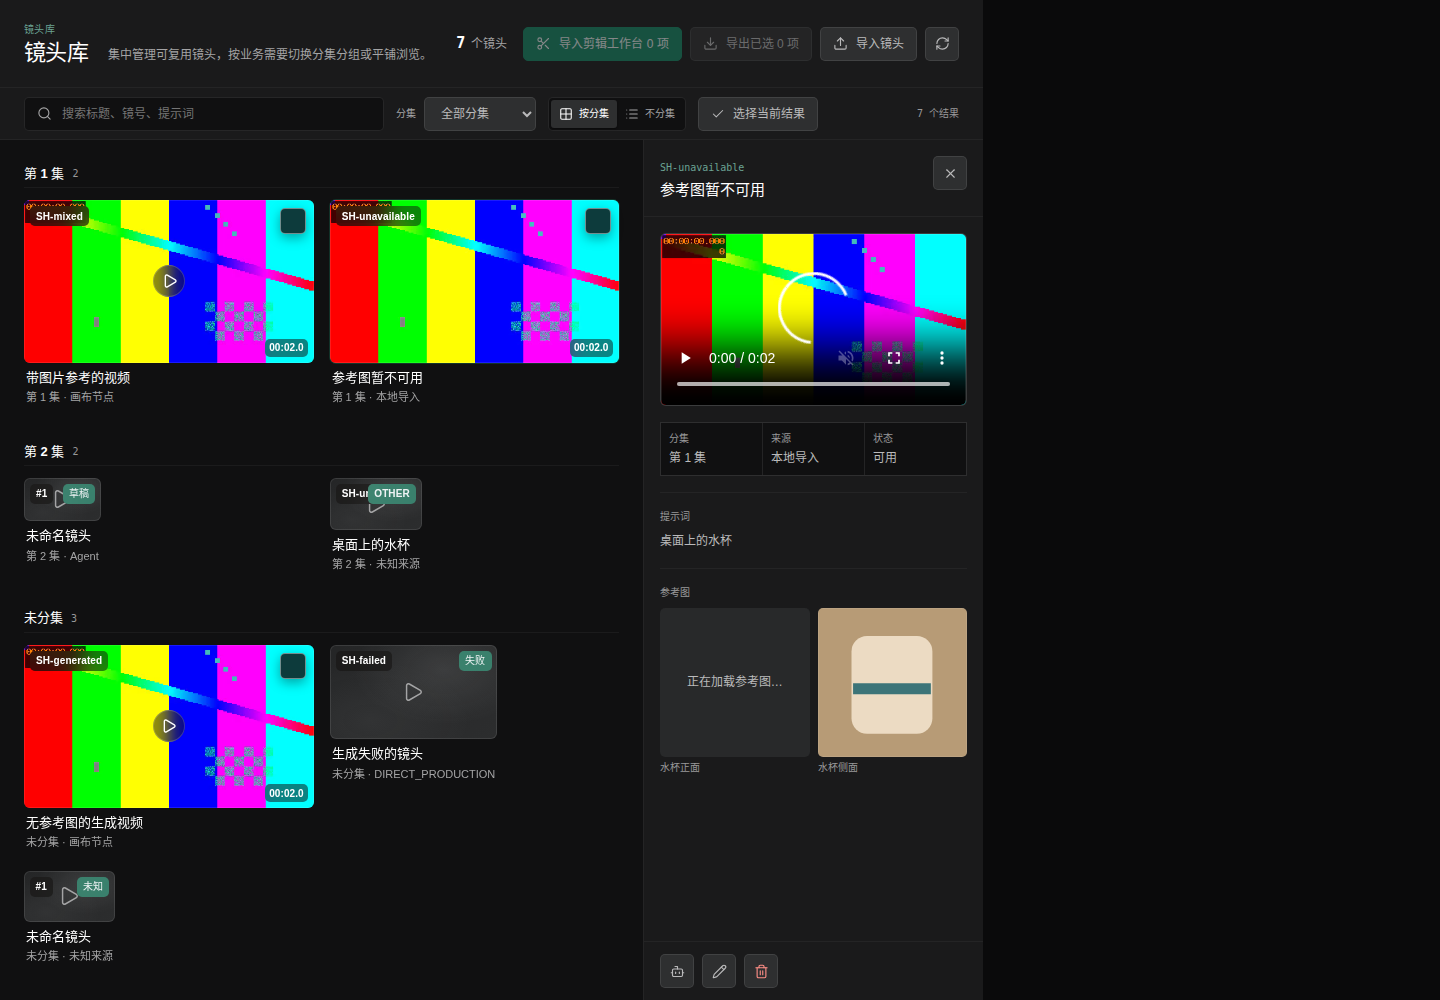 镜头库
镜头库
集中管理可复用镜头，按业务需要切换分集分组或平铺浏览。
7 个镜头
导入剪辑工作台 0 项
导出已选 0 项
导入镜头
搜索标题、镜号、提示词
分集
全部分集
按分集
不分集
选择当前结果
7 个结果
第 1 集 2
SH-mixed
00:02.0
带图片参考的视频
第 1 集 · 画布节点
SH-unavailable
00:02.0
参考图暂不可用
第 1 集 · 本地导入
第 2 集 2
#1
草稿
未命名镜头
第 2 集 · Agent
OTHER
桌面上的水杯
第 2 集 · 未知来源
未分集 3
SH-generated
00:02.0
无参考图的生成视频
未分集 · 画布节点
SH-failed
失败
生成失败的镜头
未分集 · DIRECT_PRODUCTION
#1
未知
未命名镜头
未分集 · 未知来源
SH-unavailable
参考图暂不可用
00:00:00.000
0
0:00 / 0:02
分集
第 1 集
来源
本地导入
状态
可用
提示词
桌面上的水杯
参考图
正在加载参考图…
水杯正面
水杯侧面